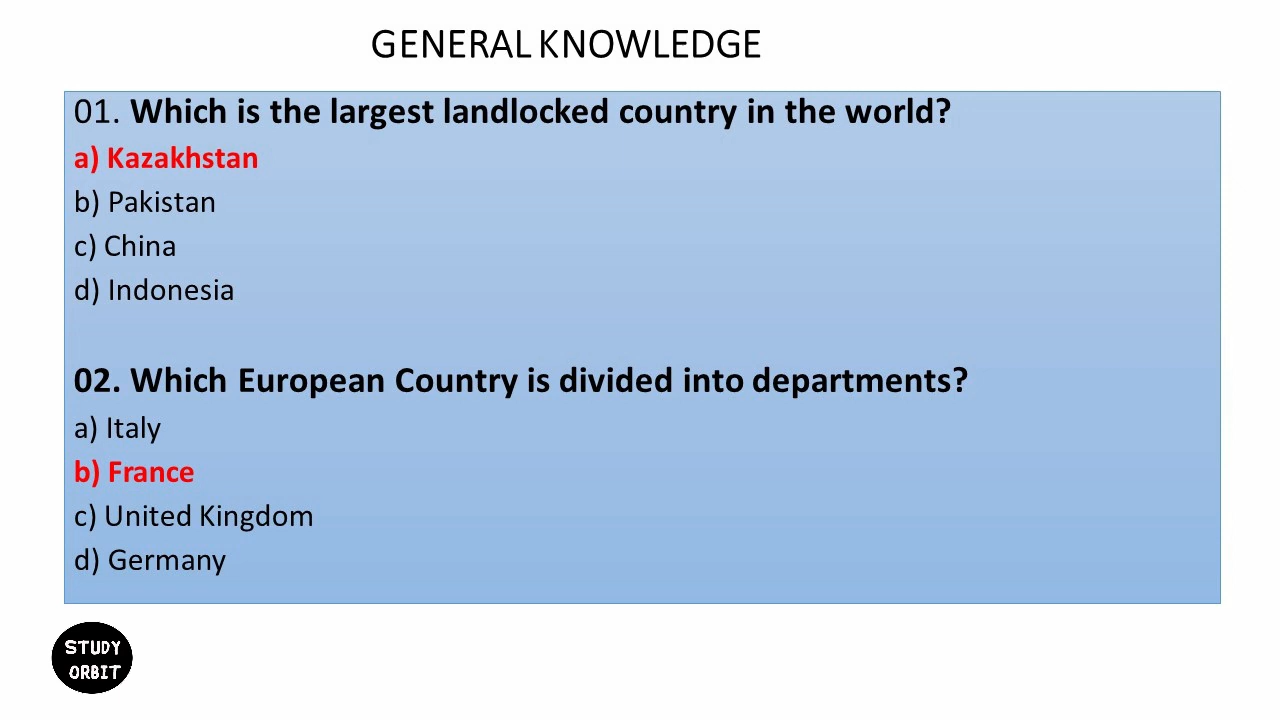 GENERAL KNOWLEDGE
01. Which is the largest landlocked country in the world?
a) Kazakhstan
b) Pakistan
c) China
d) Indonesia
02. Which European Country is divided into departments?
a) Italy
b) France
c) United Kingdom
d) Germany
STUDY
ORBIT